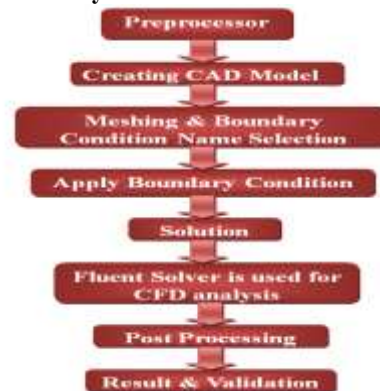 Preprocessor
Creating CAD Model
Meshing & Boundary
Condition Name Selection
Apply Boundary Condition
Solution
Fluent Solver is used for
CFD analysis
Post Processing
Result & Validation